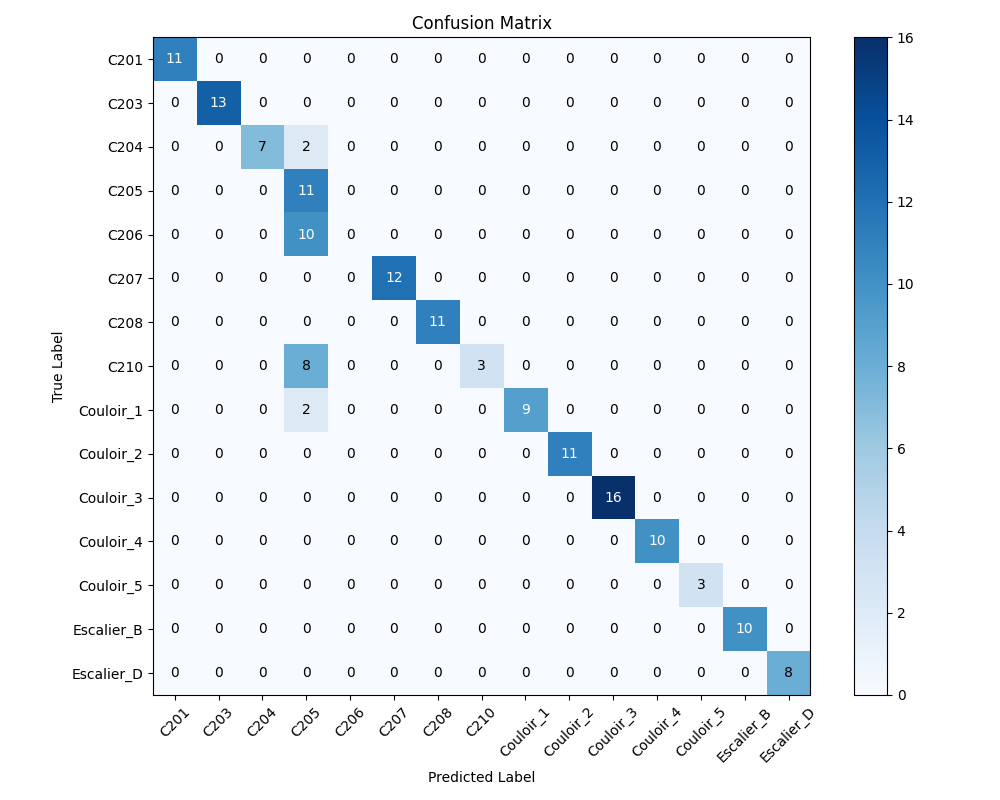 Confusion Matrix
True Label
C201 11 0 0 0 0 0 0 0 0 0 0 0 0 0 0
C203 0 13 0 0 0 0 0 0 0 0 0 0 0 0 0
C204 0 0 7 2 0 0 0 0 0 0 0 0 0 0 0
C205 0 0 0 11 0 0 0 0 0 0 0 0 0 0 0
C206 0 0 0 10 0 0 0 0 0 0 0 0 0 0 0
C207 0 0 0 0 0 12 0 0 0 0 0 0 0 0 0
C208 0 0 0 0 0 0 11 0 0 0 0 0 0 0 0
C210 0 0 0 8 0 0 0 3 0 0 0 0 0 0 0
Couloir_1 0 0 0 2 0 0 0 0 9 0 0 0 0 0 0
Couloir_2 0 0 0 0 0 0 0 0 0 11 0 0 0 0 0
Couloir_3 0 0 0 0 0 0 0 0 0 0 16 0 0 0 0
Couloir_4 0 0 0 0 0 0 0 0 0 0 0 10 0 0 0
Couloir_5 0 0 0 0 0 0 0 0 0 0 0 0 3 0 0
Escalier_B 0 0 0 0 0 0 0 0 0 0 0 0 0 10 0
Escalier_D 0 0 0 0 0 0 0 0 0 0 0 0 0 0 8
C201 C203 C204 C205 C206 C207 C208 C210 Couloir_1 Couloir_2 Couloir_3 Couloir_4 Couloir_5 Escalier_B Escalier_D
Predicted Label
16
14
12
10
8
6
4
2
0